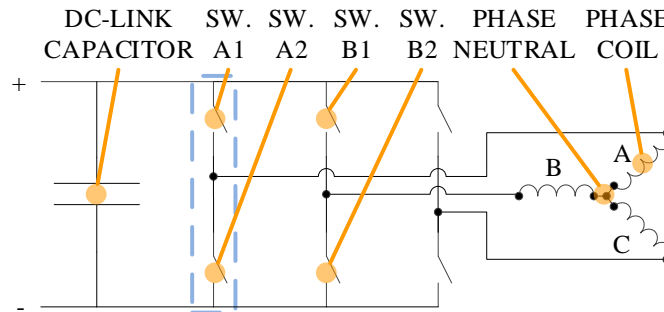 DC-LINK CAPACITOR
SW. A1
SW. A2
SW. B1
SW. B2
PHASE NEUTRAL
PHASE COIL
+
A
B
C
-